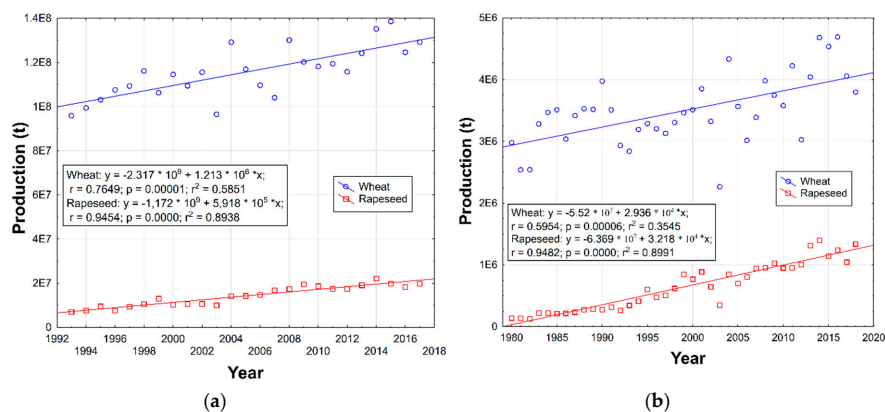 (a)
1.4E8
1.2E8
1E8
8E7
6E7
4E7
2E7
0
Production (t)
Wheat: y = -2.317 * 10⁹ + 1.213 * 10⁶ *x;
r = 0.7649; p = 0.00001; r² = 0.5851
Rapeseed: y = -1,172 * 10⁹ + 5,918 * 10⁵ *x;
r = 0.9454; p = 0.0000; r² = 0.8938
Wheat
Rapeseed
1992 1996 2000 2004 2008 2012
1994 1998 2002 2006 2010 2014 2018
Year
(a)
b)
5E6
4E6
3E6
2E6
1E6
0
Production (t)
Wheat: y = -5.52 * 10⁷ + 2.936 * 10⁴ *x;
r = 0.5954; p = 0.00006; r² = 0.3545
Rapeseed: y = -6.369 * 10⁷ + 3.218 * 10⁴ *x;
r = 0.9482; p = 0.0000; r² = 0.8991
Wheat
Rapeseed
1980 1985 1990 1995 2000 2005 2010 2015 2020
Year
(b)